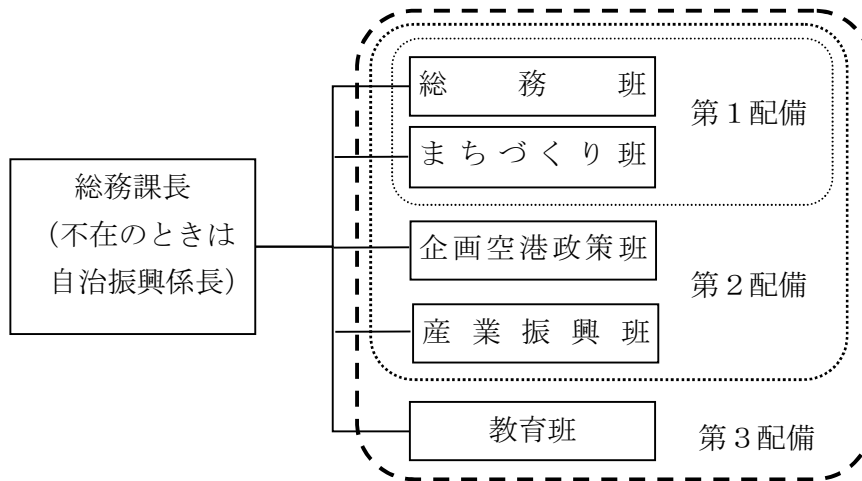 総務課長
（不在のときは
自治振興係長）
総務班
まちづくり班
第１配備
企画空港政策班
産業振興班
第２配備
教育班
第３配備